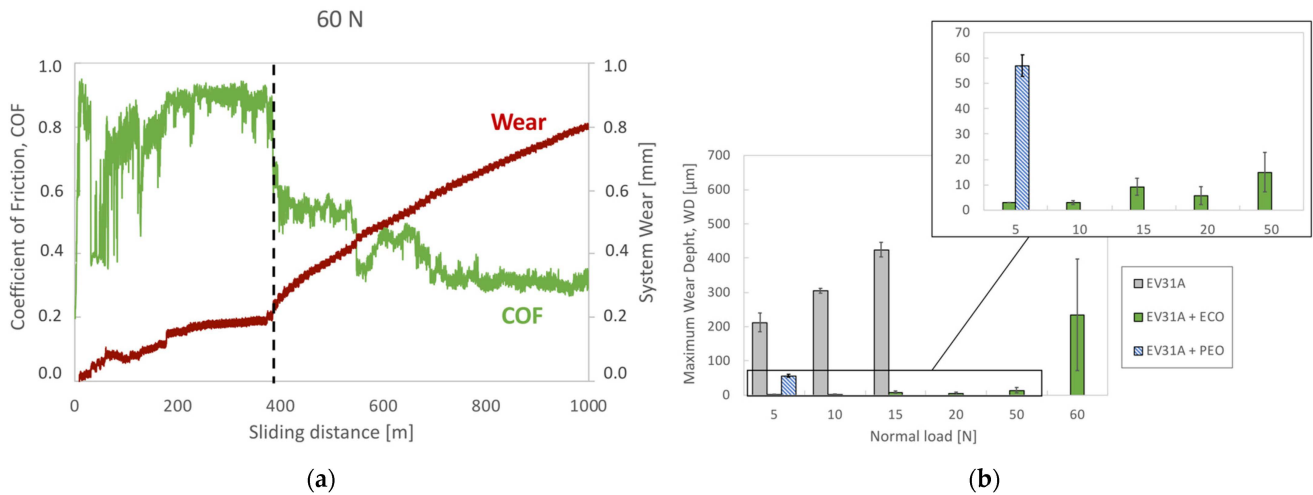 60 N
1.0
0.8
0.6
0.4
0.2
0.0
Coefficient of Friction, COF
Wear
COF
1.0
0.8
0.6
0.4
0.2
0.0
System Wear [mm]
0 200 400 600 800 1000
Sliding distance [m]
(a)
70
60
50
40
30
20
10
0
5 10 15 20 50
700
600
500
400
300
200
100
0
Maximum Wear Depht, WD [µm]
5 10 15 20 50 60
Normal load [N]
EV31A
EV31A + ECO
EV31A + PEO
(b)